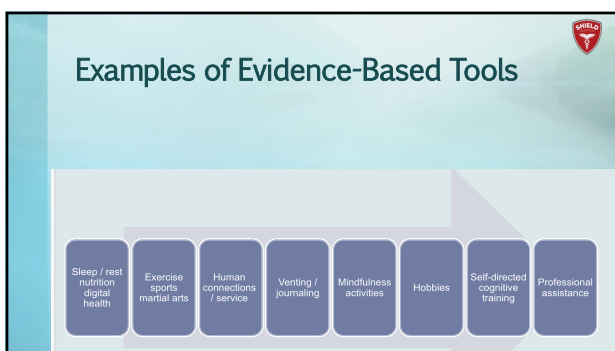 SHIELD
Examples of Evidence-Based Tools
Sleep / rest
nutrition
digital
health
Exercise
sports
martial arts
Human
connections
/ service
Venting /
journaling
Mindfulness
activities
Hobbies
Self-directed
cognitive
training
Professional
assistance